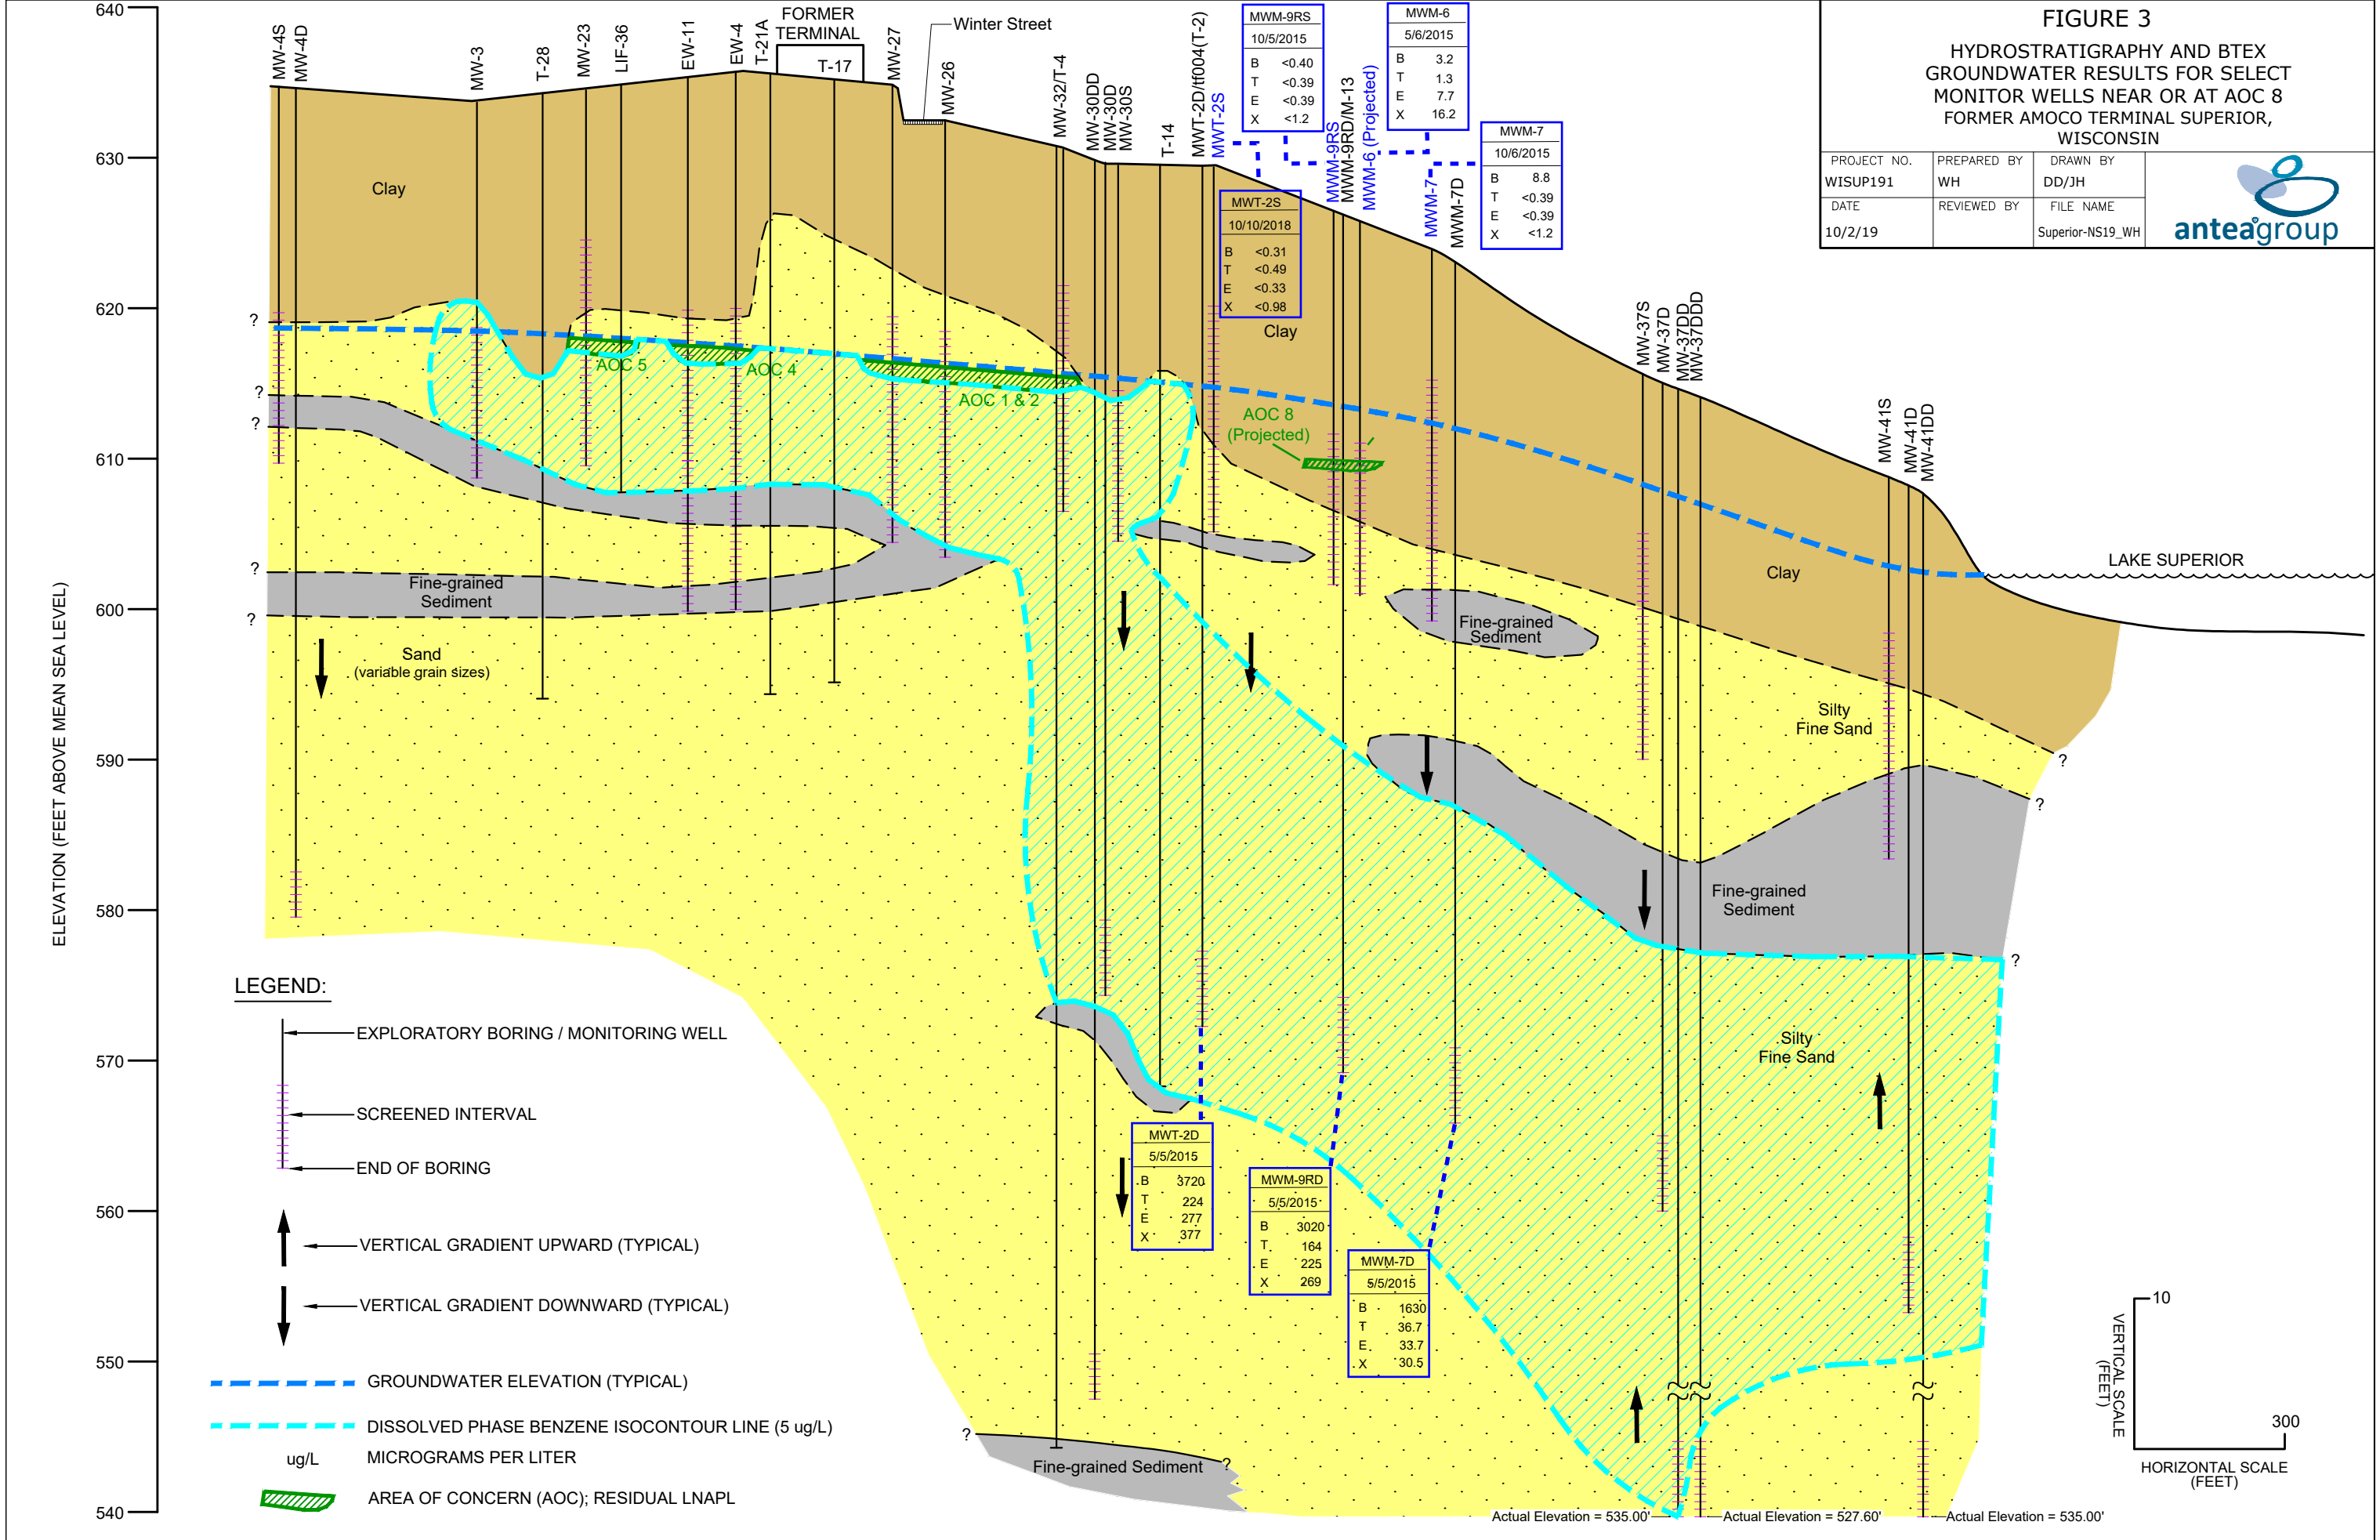 FIGURE 3
HYDROSTRATIGRAPHY AND BTEX
GROUNDWATER RESULTS FOR SELECT
MONITOR WELLS NEAR OR AT AOC 8
FORMER AMOCO TERMINAL SUPERIOR,
WISCONSIN
PROJECT NO.
WISUP191
PREPARED BY
WH
DRAWN BY
DD/JH
DATE
10/2/19
REVIEWED BY
FILE NAME
Superior-NS19_WH
anteagroup
ELEVATION (FEET ABOVE MEAN SEA LEVEL)
640
630
620
610
600
590
580
570
560
550
540
MW-4S
MW-4D
MW-3
T-28
MW-23
LIF-36
EW-11
EW-4
T-21A
FORMER
TERMINAL
T-17
MW-27
Winter Street
MW-26
MW-32/T-4
MW-30DD
MW-30D
MW-30S
T-14
MWT-2D/tf004(T-2)
MWT-2S
MWM-9RS
MWM-9RD/M-13
MWM-6 (Projected)
MWM-7
MWM-7D
MW-37S
MW-37D
MW-37DD
MW-37DDD
MW-41S
MW-41D
MW-41DD
MWM-9RS
10/5/2015
B <0.40
T <0.39
E <0.39
X <1.2
MWM-6
5/6/2015
B 3.2
T 1.3
E 7.7
X 16.2
MWM-7
10/6/2015
B 8.8
T <0.39
E <0.39
X <1.2
MWT-2S
10/10/2018
B <0.31
T <0.49
E <0.33
X <0.98
Clay
Clay
Clay
AOC 5
AOC 4
AOC 1 & 2
AOC 8
(Projected)
LAKE SUPERIOR
Fine-grained
Sediment
Sand
(variable grain sizes)
Fine-grained
Sediment
Silty
Fine Sand
Fine-grained
Sediment
Silty
Fine Sand
Fine-grained Sediment
?
?
?
?
?
?
?
?
?
?
MWT-2D
5/5/2015
B 3720
T 224
E 277
X 377
MWM-9RD
5/5/2015
B 3020
T 164
E 225
X 269
MWM-7D
5/5/2015
B 1630
T 36.7
E 33.7
X 30.5
LEGEND:
EXPLORATORY BORING / MONITORING WELL
SCREENED INTERVAL
END OF BORING
VERTICAL GRADIENT UPWARD (TYPICAL)
VERTICAL GRADIENT DOWNWARD (TYPICAL)
GROUNDWATER ELEVATION (TYPICAL)
DISSOLVED PHASE BENZENE ISOCONTOUR LINE (5 ug/L)
ug/L MICROGRAMS PER LITER
AREA OF CONCERN (AOC); RESIDUAL LNAPL
Actual Elevation = 535.00'
Actual Elevation = 527.60'
Actual Elevation = 535.00'
10
VERTICAL SCALE
(FEET)
300
HORIZONTAL SCALE
(FEET)